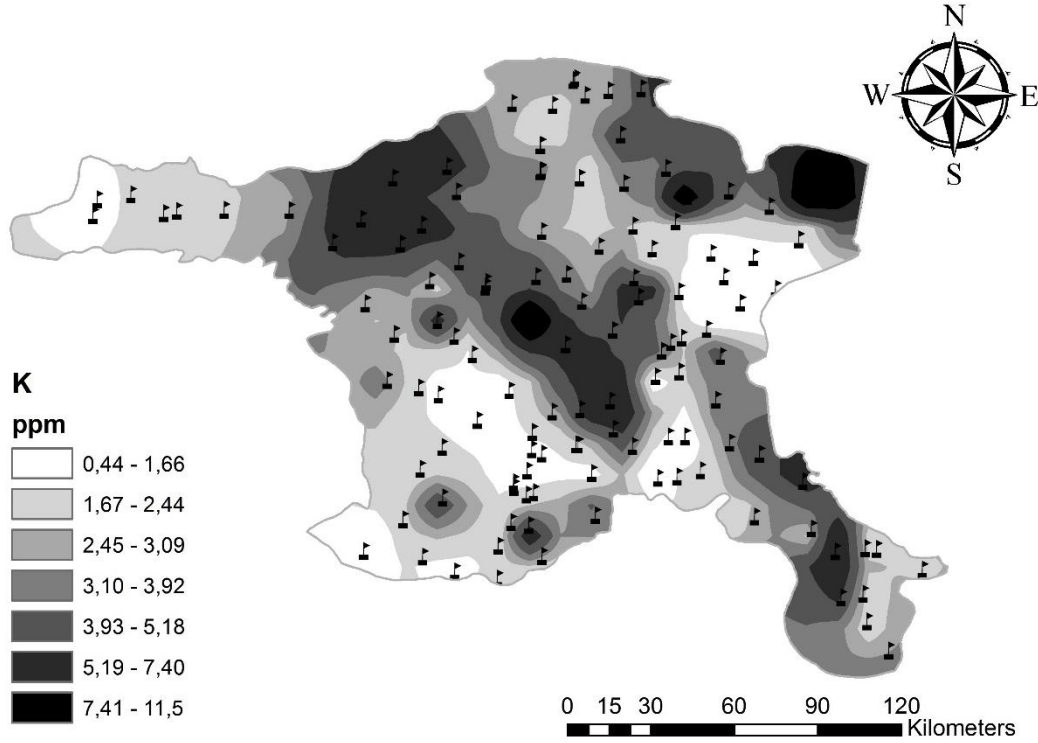 N
W E
S
K
ppm
0,44 - 1,66
1,67 - 2,44
2,45 - 3,09
3,10 - 3,92
3,93 - 5,18
5,19 - 7,40
7,41 - 11,5
0 15 30 60 90 120
Kilometers